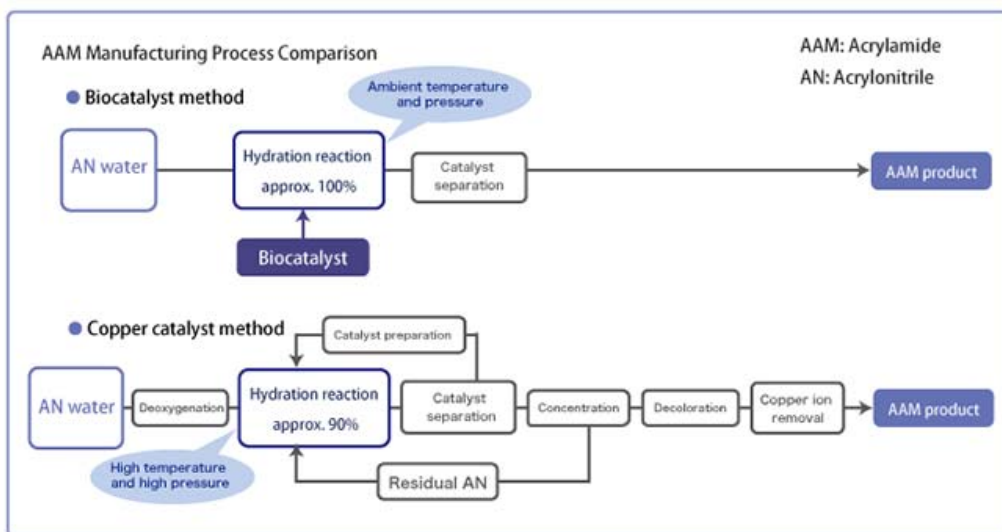 AAM Manufacturing Process Comparison
AAM: Acrylamide
AN: Acrylonitrile
Biocatalyst method
Ambient temperature
and pressure
AN water
Hydration reaction
approx. 100%
Catalyst
separation
AAM product
Biocatalyst
Copper catalyst method
Catalyst preparation
AN water
Deoxygenation
Hydration reaction
approx. 90%
Catalyst
separation
Concentration
Decoloration
Copper ion
removal
AAM product
High temperature
and high pressure
Residual AN